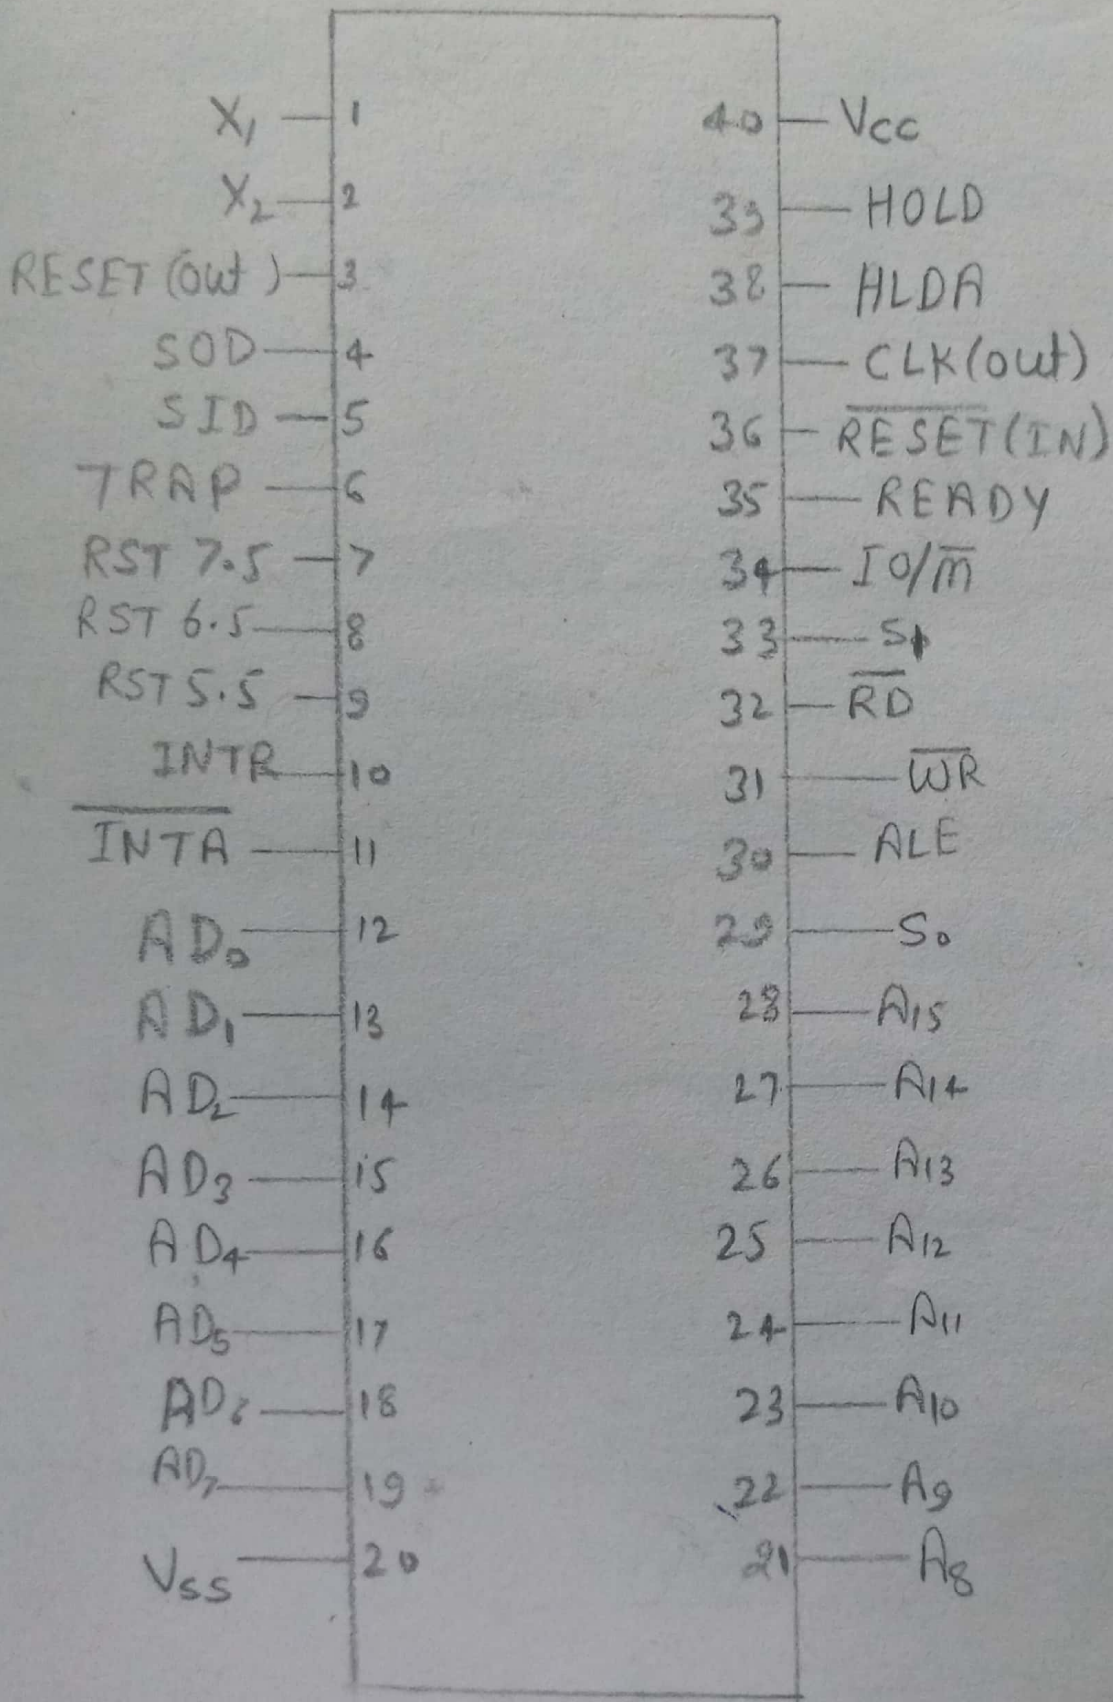 X₁ 1 40 Vcc
X₂ 2 39 HOLD
RESET (out) 3 38 HLDA
SOD 4 37 CLK (out)
SID 5 36 R̅E̅S̅E̅T̅ (IN)
TRAP 6 35 READY
RST 7.5 7 34 IO/m̅
RST 6.5 8 33 S₁
RST 5.5 9 32 R̅D̅
INTR 10 31 W̅R̅
I̅N̅T̅A̅ 11 30 ALE
AD₀ 12 29 S₀
AD₁ 13 28 A₁₅
AD₂ 14 27 A₁₄
AD₃ 15 26 A₁₃
AD₄ 16 25 A₁₂
AD₅ 17 24 A₁₁
AD₆ 18 23 A₁₀
AD₇ 19 22 A₉
Vss 20 21 A₈